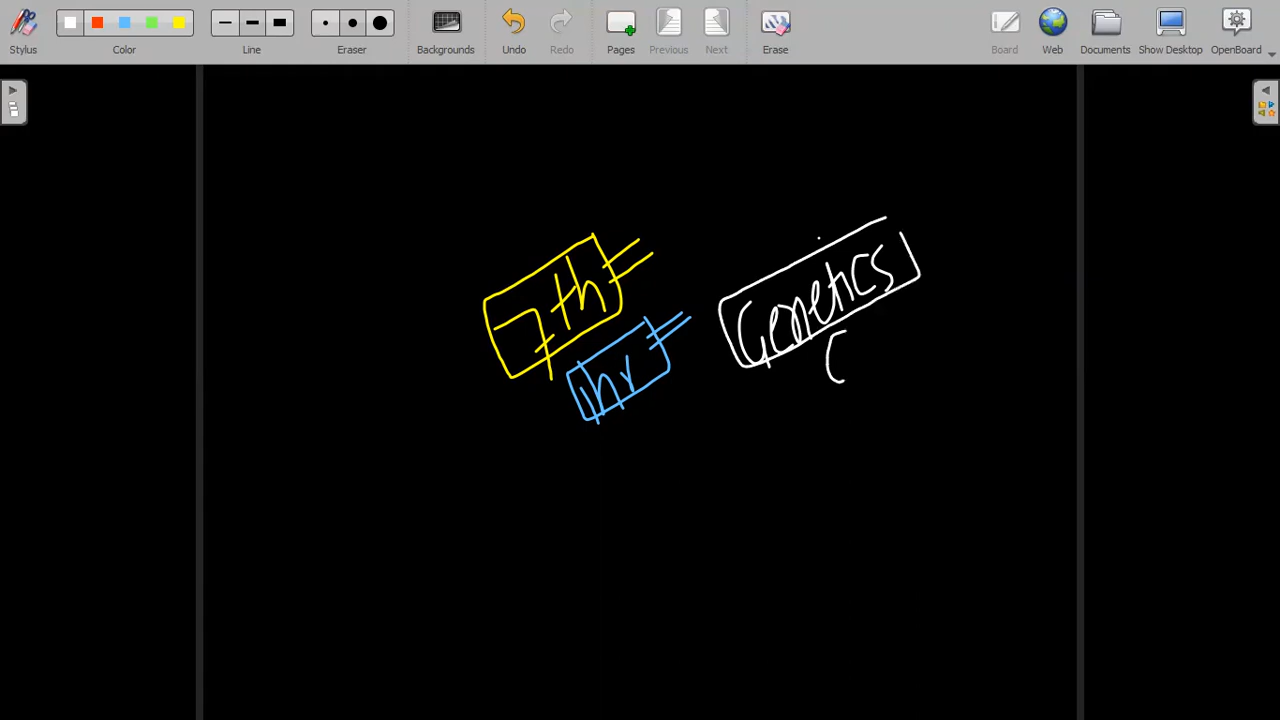 Stylus
Color
Line
Eraser
Backgrounds
Undo
Redo
Pages
Previous
Next
Erase
Board
Web
Documents
Show Desktop
OpenBoard
7th =
1hr =
Genetics
(